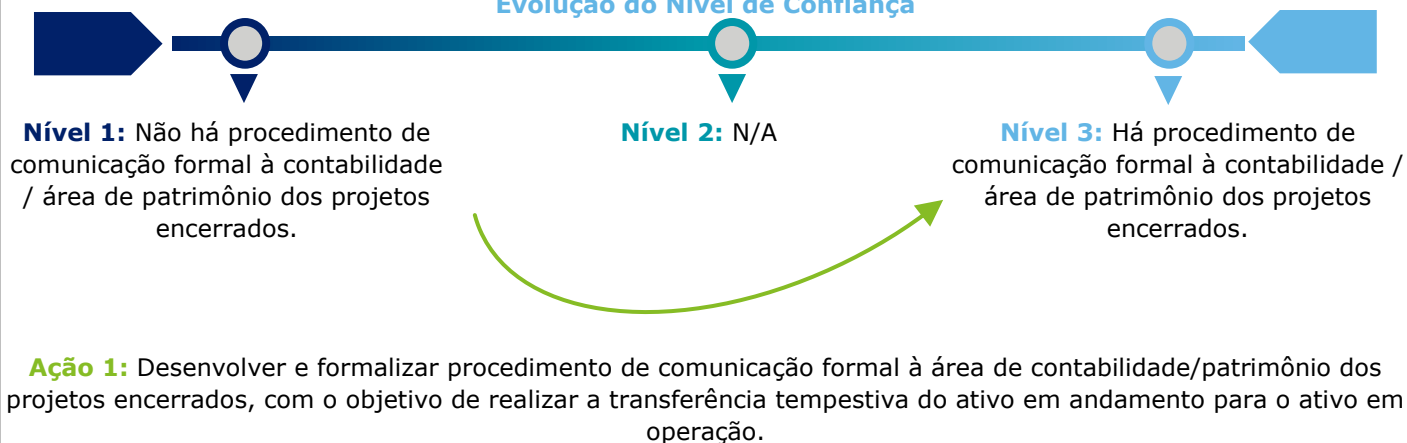 Evolução do Nível de Confiança
Nível 1: Não há procedimento de
comunicação formal à contabilidade
/ área de patrimônio dos projetos
encerrados.
Nível 2: N/A
Nível 3: Há procedimento de
comunicação formal à contabilidade /
área de patrimônio dos projetos
encerrados.
Ação 1: Desenvolver e formalizar procedimento de comunicação formal à área de contabilidade/patrimônio dos
projetos encerrados, com o objetivo de realizar a transferência tempestiva do ativo em andamento para o ativo em
operação.